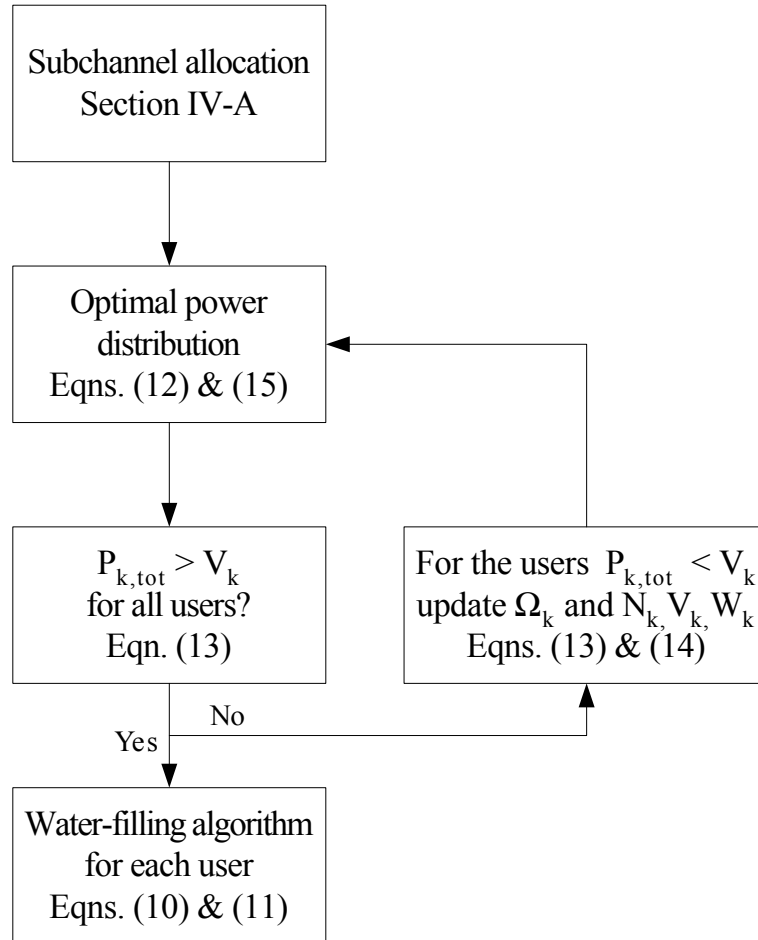 Subchannel allocation
Section IV-A
Optimal power
distribution
Eqns. (12) & (15)
P_{k,tot} > V_k
for all users?
Eqn. (13)
For the users P_{k,tot} < V_k
update Ω_k and N_k, V_k, W_k
Eqns. (13) & (14)
No
Yes
Water-filling algorithm
for each user
Eqns. (10) & (11)